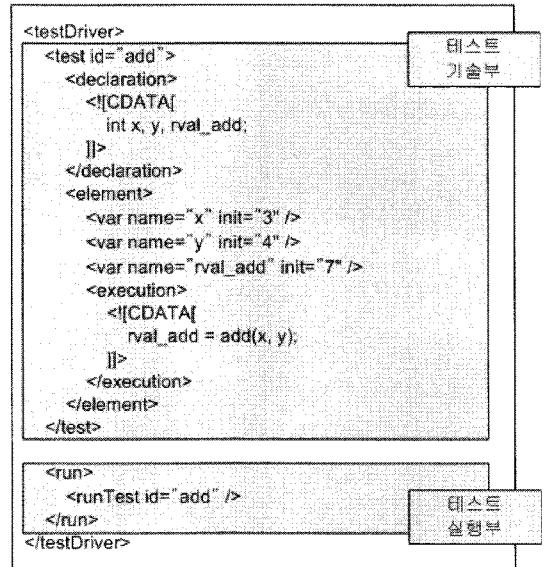 <testDriver>
테스트
기술부
<test id="add">
<declaration>
<![CDATA[
int x, y, rval_add;
]]>
</declaration>
<element>
<var name="x" init="3" />
<var name="y" init="4" />
<var name="rval_add" init="7" />
<execution>
<![CDATA[
rval_add = add(x, y);
]]>
</execution>
</element>
</test>
<run>
<runTest id="add" />
</run>
테스트
실행부
</testDriver>